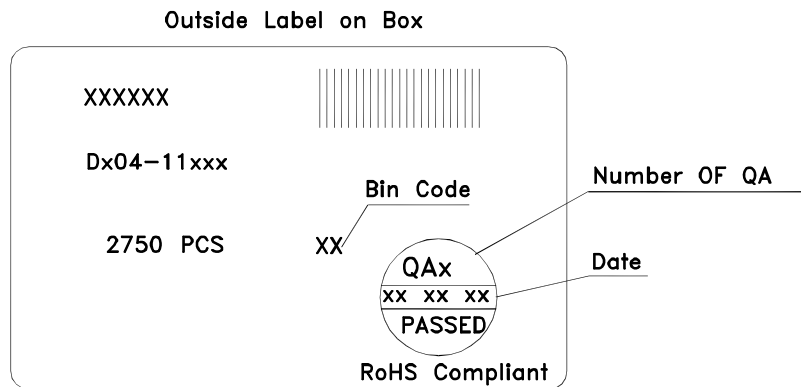 Outside Label on Box
XXXXXX
Dx04-11xxx
Bin Code
Number OF QA
2750 PCS
XX
QAx
Date
xx xx xx
PASSED
RoHS Compliant